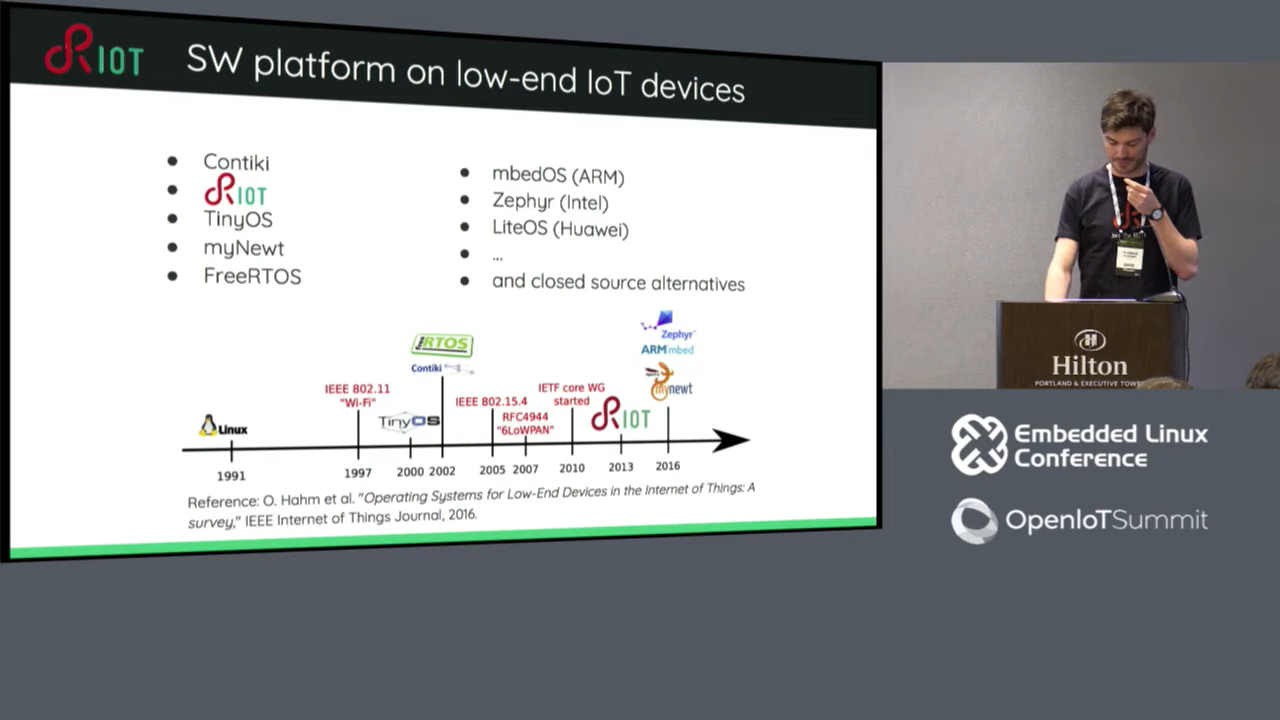 RIOT
SW platform on low-end IoT devices
Contiki
RIOT
TinyOS
myNewt
FreeRTOS
mbedOS (ARM)
Zephyr (Intel)
LiteOS (Huawei)
...
and closed source alternatives
RTOS
Contiki
Zephyr
ARMmbed
mynewt
IEEE 802.11
"Wi-Fi"
IEEE 802.15.4
IETF core WG
started
RFC4944
"6LoWPAN"
Linux
TinyOS
RIOT
1991
1997
2000
2002
2005
2007
2010
2013
2016
Reference: O. Hahm et al. "Operating Systems for Low-End Devices in the Internet of Things: A
survey," IEEE Internet of Things Journal, 2016.
Hilton
PORTLAND & EXECUTIVE TOWER
Embedded Linux
Conference
OpenIoTSummit